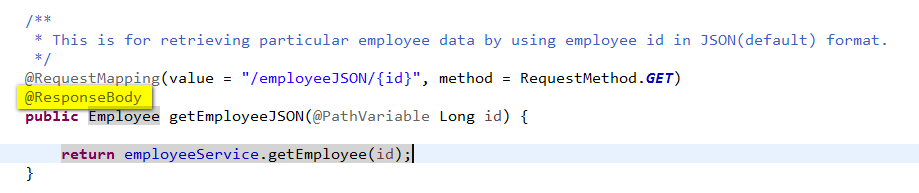 /**
* This is for retrieving particular employee data by using employee id in JSON(default) format.
*/
@RequestMapping(value = "/employeeJSON/{id}", method = RequestMethod.GET)
@ResponseBody
public Employee getEmployeeJSON(@PathVariable Long id) {
return employeeService.getEmployee(id);
}